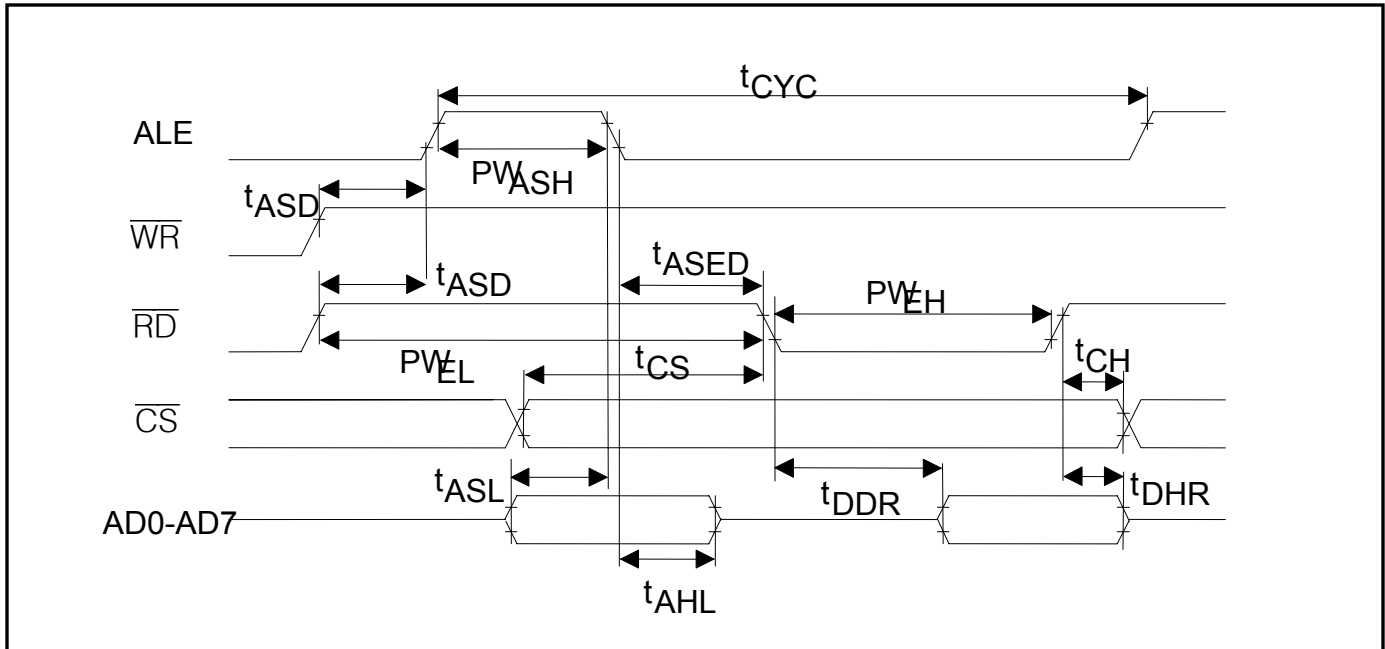 tCYC
ALE
PWASH
tASD
WR
tASED
tASD
PWEH
RD
PWEL
tCS
tCH
CS
tASL
tDDR
tDHR
AD0-AD7
tAHL